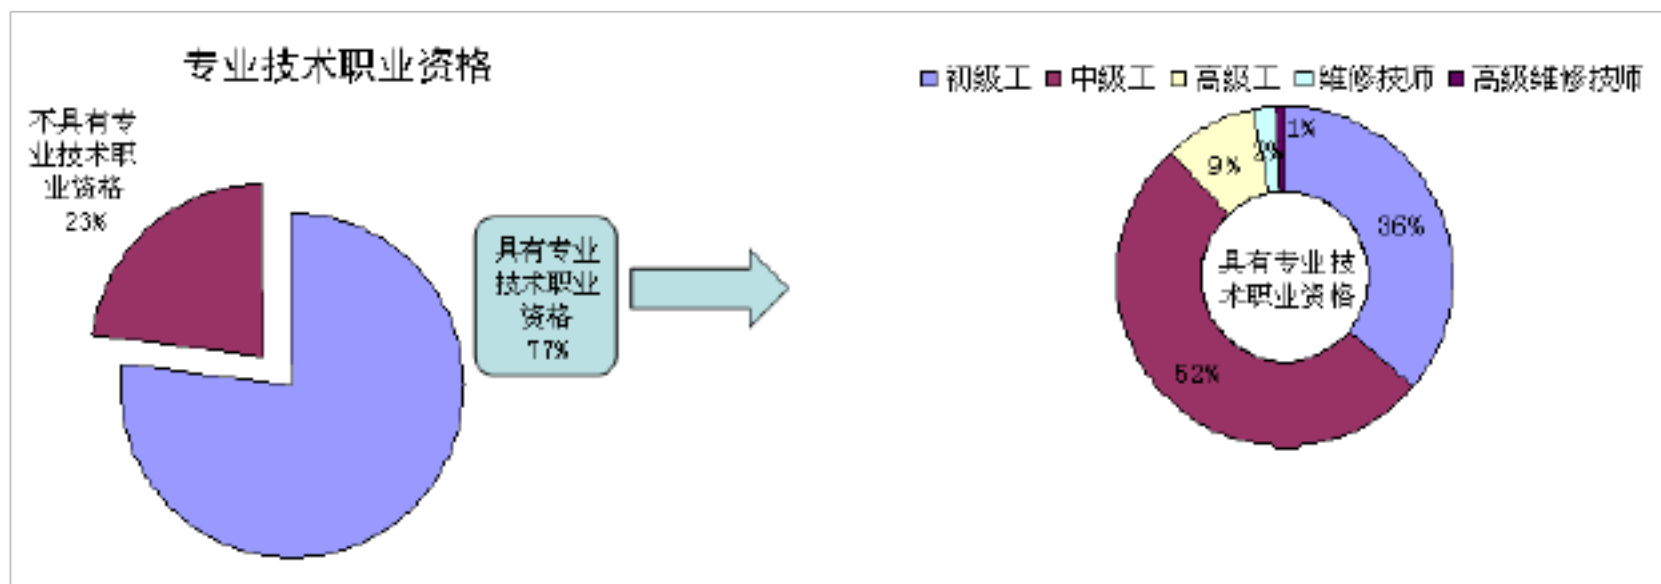 专业技术职业资格
不具有专
业技术职
业资格
23%
具有专业
技术职业
资格
77%
初级工 中级工 高级工 维修技师 高级维修技师
1%
2%
9%
36%
具有专业技
术职业资格
52%